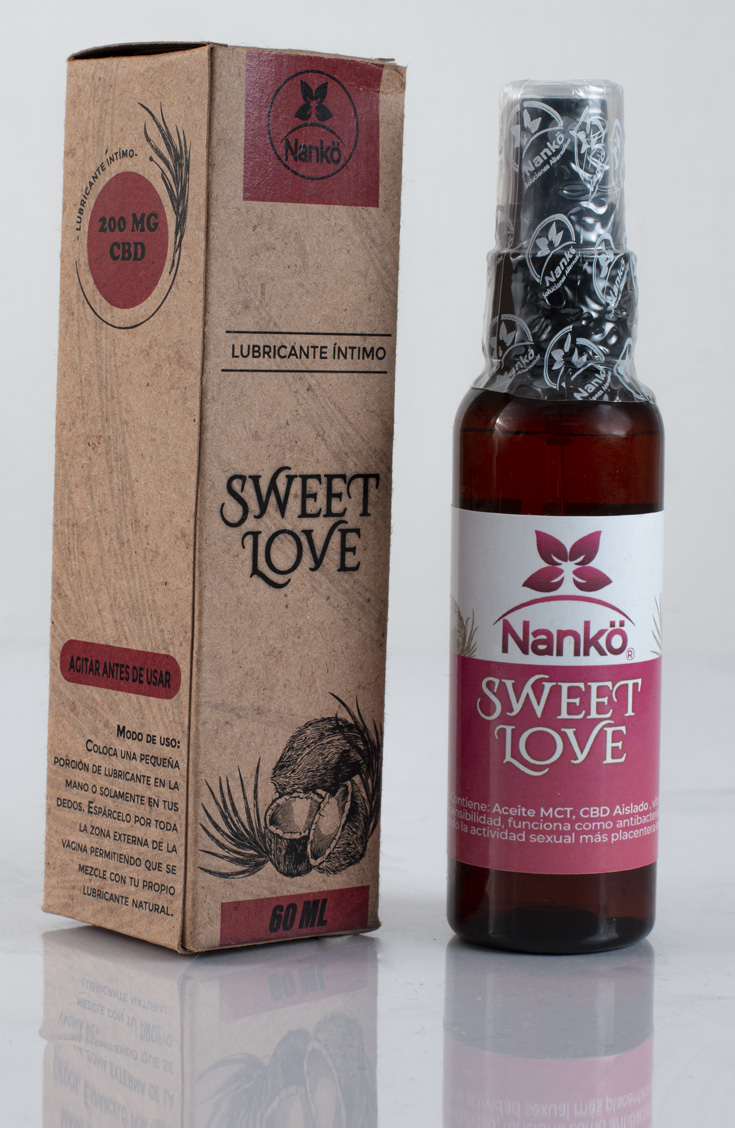 - LUBRICANTE ÍNTIMO-
200 MG
CBD
AGITAR ANTES DE USAR
Modo de uso:
Coloca una pequeña
porción de lubricante en la
mano o solamente en tus
dedos. Espárcelo por toda
la zona externa de la
vagina permitiendo que se
mezcle con tu propio
lubricante natural.
Nankö
LUBRICANTE ÍNTIMO
SWEET
LOVE
60 ML
Nankö
Nankö
Nankö®
SWEET
LOVE
Contiene: Aceite MCT, CBD Aislado,
funciona como
la actividad sexual más placentera